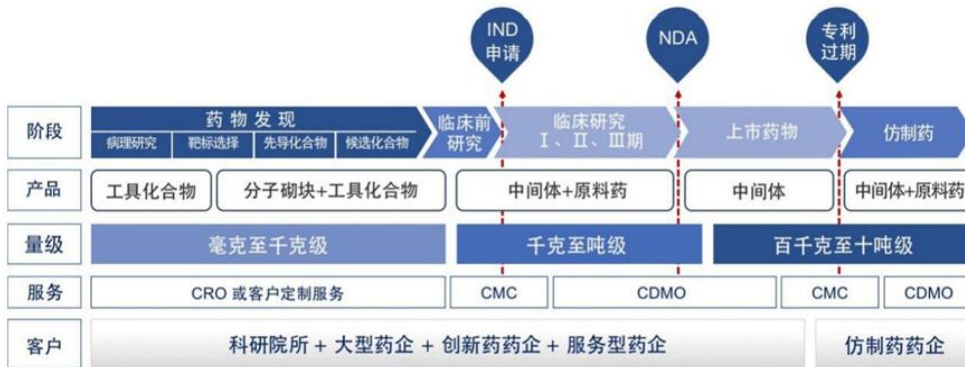 IND
申请
NDA
专利
过期
阶段
药物发现
病理研究 靶标选择 先导化合物 候选化合物
临床前
研究
临床研究
I、II、III期
上市药物
仿制药
产品
工具化合物
分子砌块+工具化合物
中间体+原料药
中间体
中间体+原料药
量级
毫克至千克级
千克至吨级
百千克至十吨级
服务
CRO 或客户定制服务
CMC
CDMO
CMC
CDMO
客户
科研院所 + 大型药企 + 创新药药企 + 服务型药企
仿制药药企